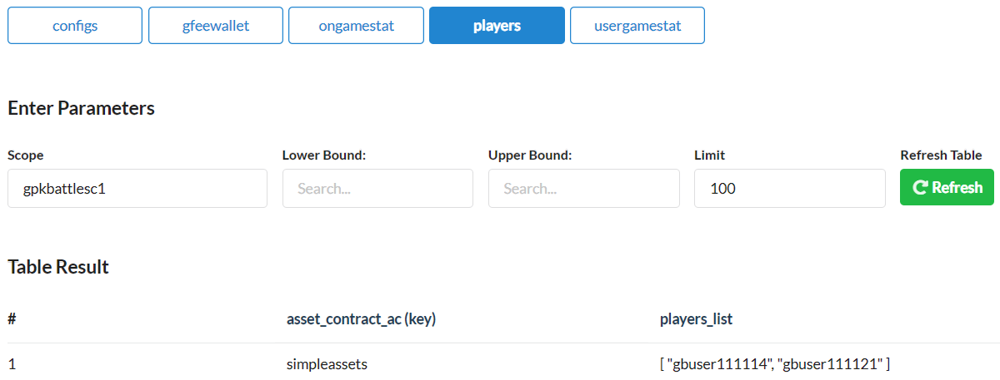 configs gfeewallet ongamestat players usergamestat
Enter Parameters
Scope Lower Bound: Upper Bound: Limit Refresh Table
gpkbattlesc1 Search... Search... 100 Refresh
Table Result
# asset_contract_ac (key) players_list
1 simpleassets [ "gbuser111114", "gbuser111121" ]